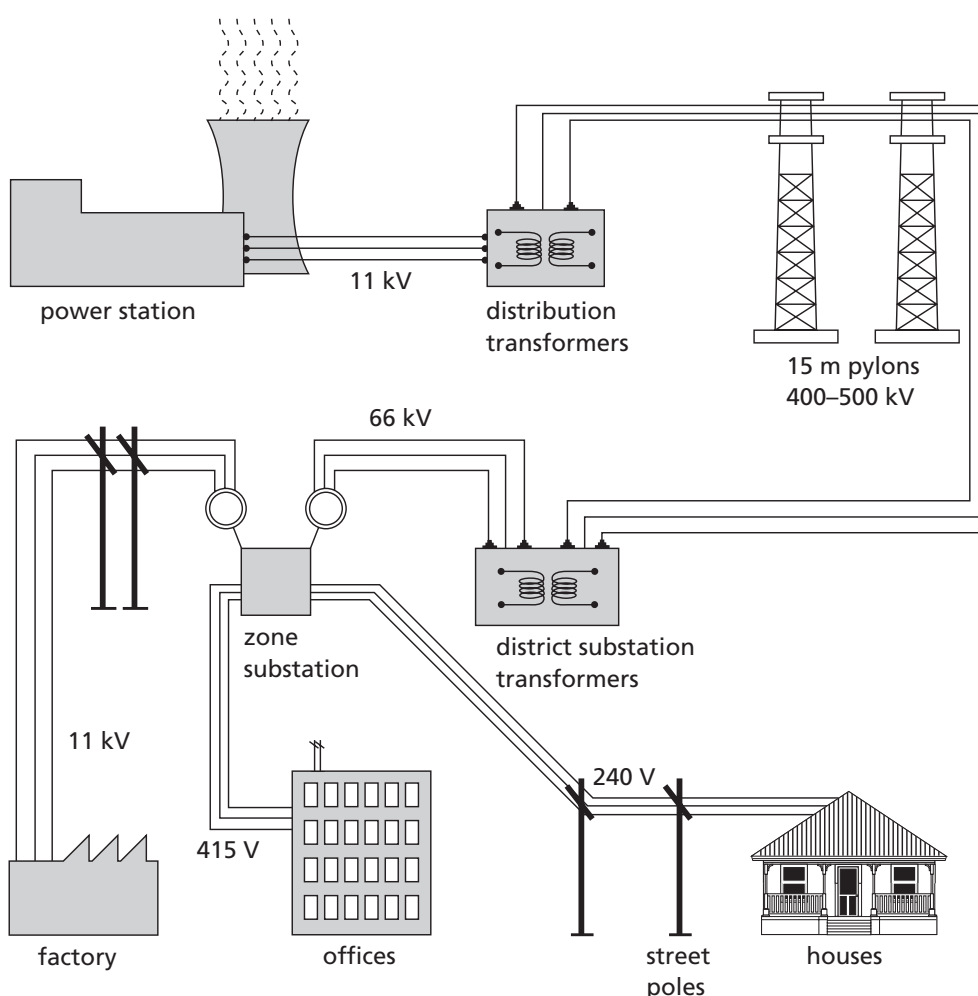 11 kV
power station
distribution
transformers
15 m pylons
400–500 kV
66 kV
zone
substation
district substation
transformers
11 kV
240 V
415 V
factory
offices
street
poles
houses